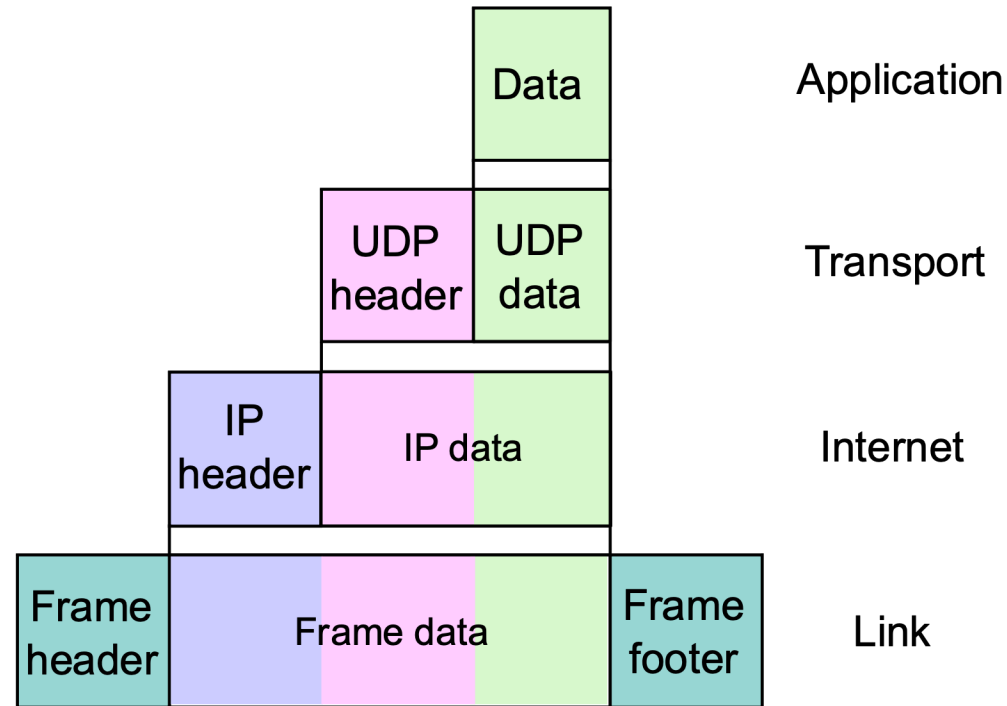 Data
Application
UDP
header
UDP
data
Transport
IP
header
IP data
Internet
Frame
header
Frame data
Frame
footer
Link